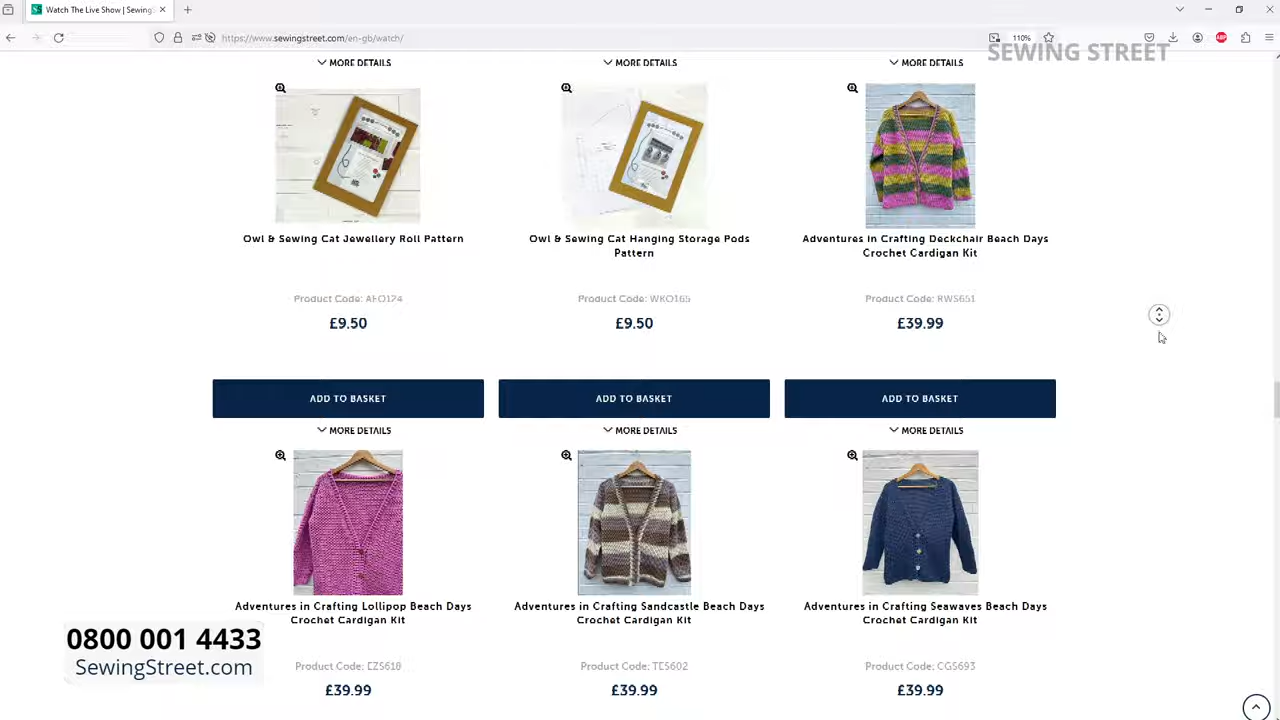 Watch The Live Show | Sewing S
https://www.sewingstreet.com/en-gb/watch/
110%
SEWING STREET
MORE DETAILS
MORE DETAILS
MORE DETAILS
Owl & Sewing Cat Jewellery Roll Pattern
Owl & Sewing Cat Hanging Storage Pods
Pattern
Adventures in Crafting Deckchair Beach Days
Crochet Cardigan Kit
Product Code:
Product Code: WKO165
Product Code: RWS651
£9.50
£9.50
£39.99
ADD TO BASKET
ADD TO BASKET
ADD TO BASKET
MORE DETAILS
MORE DETAILS
MORE DETAILS
Adventures in Crafting Lollipop Beach Days
Crochet Cardigan Kit
Adventures in Crafting Sandcastle Beach Days
Crochet Cardigan Kit
Adventures in Crafting Seawaves Beach Days
Crochet Cardigan Kit
0800 001 4433
SewingStreet.com
Product Code: EZS618
Product Code: TES602
Product Code: CGS693
£39.99
£39.99
£39.99